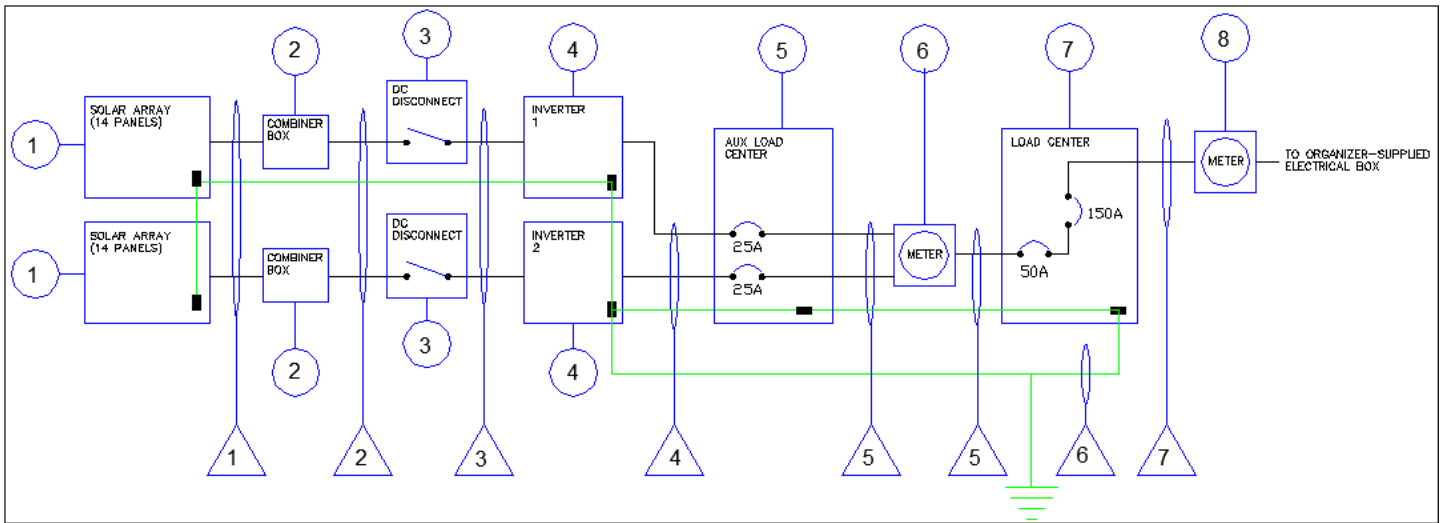 1
2
3
4
5
6
7
8
SOLAR ARRAY
(14 PANELS)
COMBINER
BOX
DC
DISCONNECT
INVERTER
1
AUX LOAD
CENTER
LOAD CENTER
METER
TO ORGANIZER-SUPPLIED
ELECTRICAL BOX
150A
25A
50A
METER
1
SOLAR ARRAY
(14 PANELS)
COMBINER
BOX
DC
DISCONNECT
INVERTER
2
25A
2
3
4
1
2
3
4
5
5
6
7